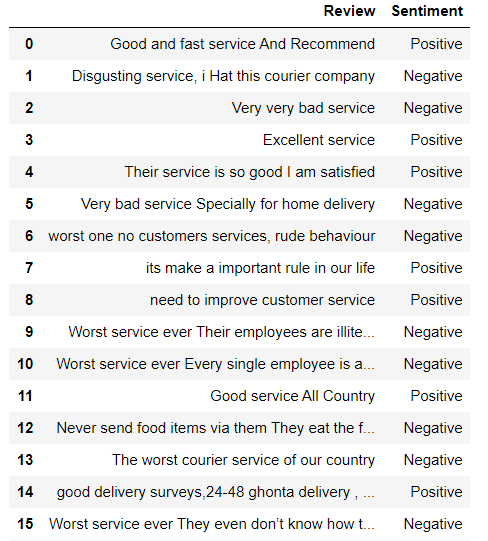 Review Sentiment
0 Good and fast service And Recommend Positive
1 Disgusting service, i Hat this courier company Negative
2 Very very bad service Negative
3 Excellent service Positive
4 Their service is so good I am satisfied Positive
5 Very bad service Specially for home delivery Negative
6 worst one no customers services, rude behaviour Negative
7 its make a important rule in our life Positive
8 need to improve customer service Positive
9 Worst service ever Their employees are illite... Negative
10 Worst service ever Every single employee is a... Negative
11 Good service All Country Positive
12 Never send food items via them They eat the f... Negative
13 The worst courier service of our country Negative
14 good delivery surveys,24-48 ghonta delivery , ... Positive
15 Worst service ever They even don’t know how t... Negative